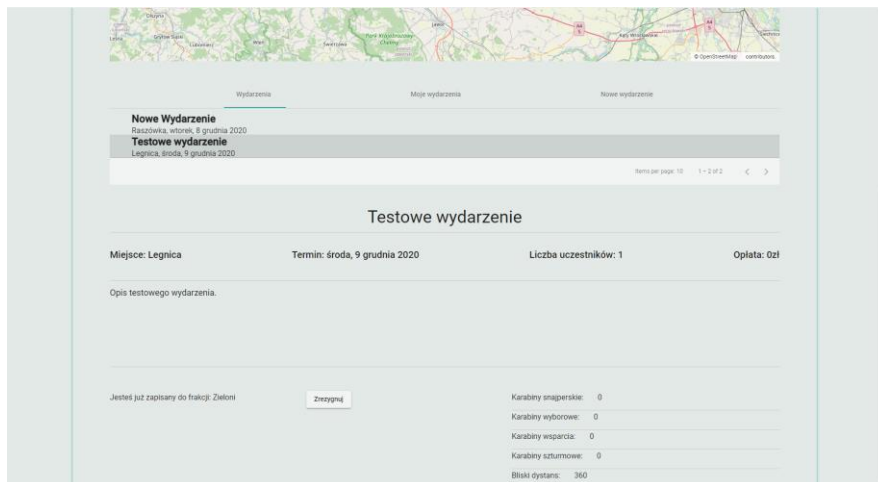 Wydarzenia Moje wydarzenia Nowe wydarzenie
© OpenStreetMap contributors.
Nowe Wydarzenie
Raszówka, wtorek, 8 grudnia 2020
Testowe wydarzenie
Legnica, środa, 9 grudnia 2020
Items per page: 10 1 – 2 of 2
Testowe wydarzenie
Miejsce: Legnica Termin: środa, 9 grudnia 2020 Liczba uczestników: 1 Opłata: 0zł
Opis testowego wydarzenia.
Jesteś już zapisany do frakcji: Zieloni Zrezygnuj
Karabiny snajperskie: 0
Karabiny wyborowe: 0
Karabiny wsparcia: 0
Karabiny szturmowe: 0
Bliski dystans: 360